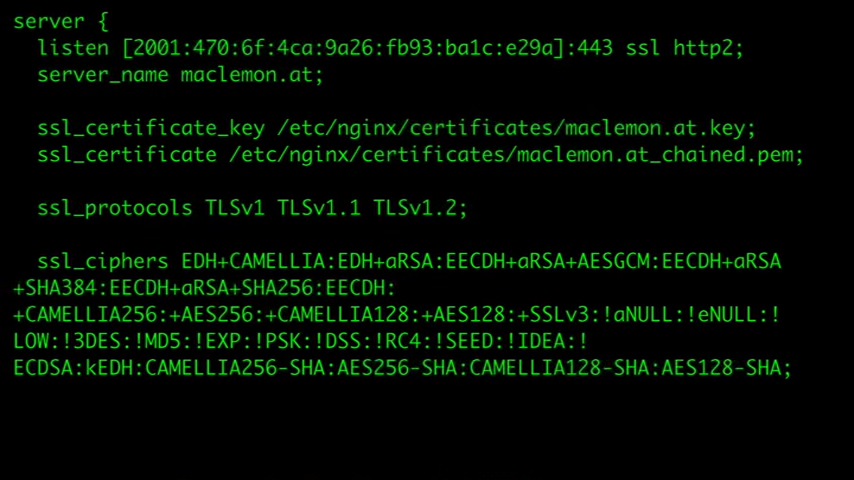 server {
listen [2001:470:6f:4ca:9a26:fb93:ba1c:e29a]:443 ssl http2;
server_name maclemon.at;
ssl_certificate_key /etc/nginx/certificates/maclemon.at.key;
ssl_certificate /etc/nginx/certificates/maclemon.at_chained.pem;
ssl_protocols TLSv1 TLSv1.1 TLSv1.2;
ssl_ciphers EDH+CAMELLIA:EDH+aRSA:EECDH+aRSA+AESGCM:EECDH+aRSA
+SHA384:EECDH+aRSA+SHA256:EECDH:
+CAMELLIA256:+AES256:+CAMELLIA128:+AES128:+SSLv3:!aNULL:!eNULL:!
LOW:!3DES:!MD5:!EXP:!PSK:!DSS:!RC4:!SEED:!IDEA:!
ECDSA:kEDH:CAMELLIA256-SHA:AES256-SHA:CAMELLIA128-SHA:AES128-SHA;